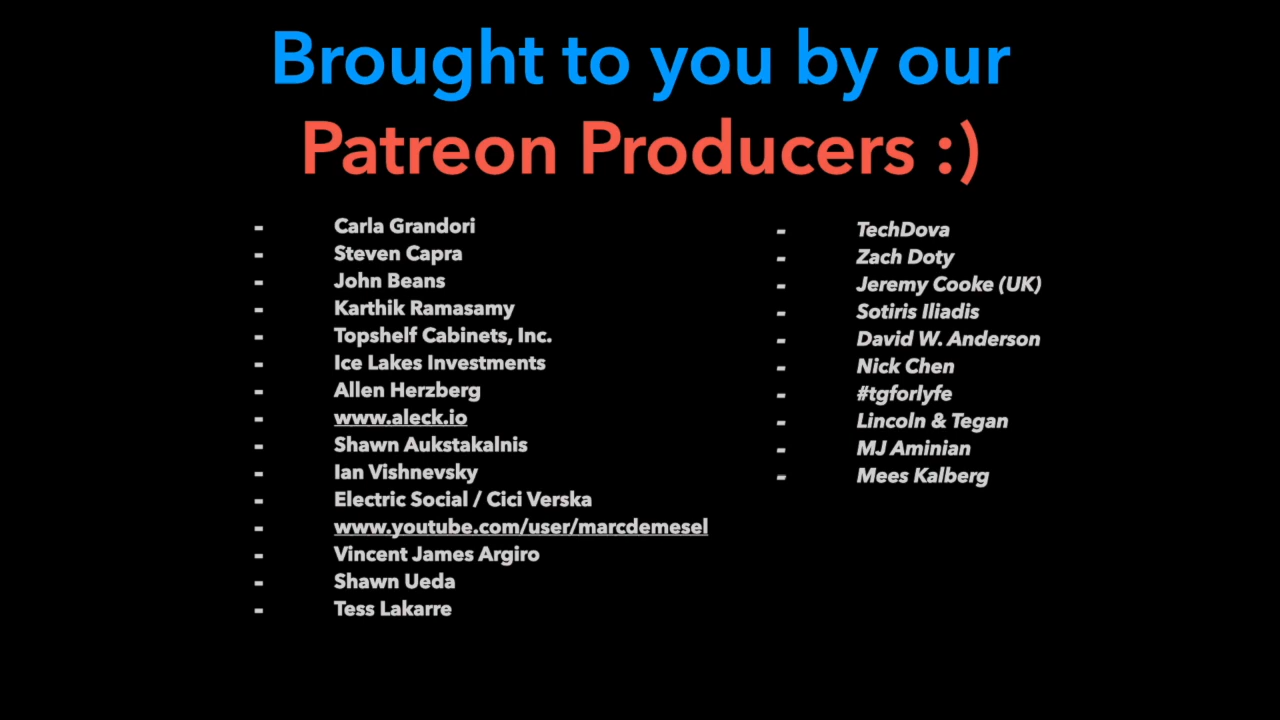 Brought to you by our
Patreon Producers :)
- Carla Grandori
- Steven Capra
- John Beans
- Karthik Ramasamy
- Topshelf Cabinets, Inc.
- Ice Lakes Investments
- Allen Herzberg
- www.aleck.io
- Shawn Aukstakalnis
- Ian Vishnevsky
- Electric Social / Cici Verska
- www.youtube.com/user/marcdemesel
- Vincent James Argiro
- Shawn Ueda
- Tess Lakarre
- TechDova
- Zach Doty
- Jeremy Cooke (UK)
- Sotiris Iliadis
- David W. Anderson
- Nick Chen
- #tgforlyfe
- Lincoln & Tegan
- MJ Aminian
- Mees Kalberg